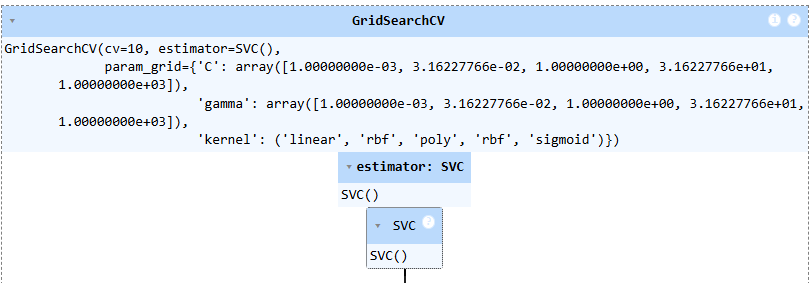 GridSearchCV
GridSearchCV(cv=10, estimator=SVC(),
param_grid={'C': array([1.00000000e-03, 3.16227766e-02, 1.00000000e+00, 3.16227766e+01,
1.00000000e+03]),
'gamma': array([1.00000000e-03, 3.16227766e-02, 1.00000000e+00, 3.16227766e+01,
1.00000000e+03]),
'kernel': ('linear', 'rbf', 'poly', 'rbf', 'sigmoid')})
estimator: SVC
SVC()
SVC
SVC()